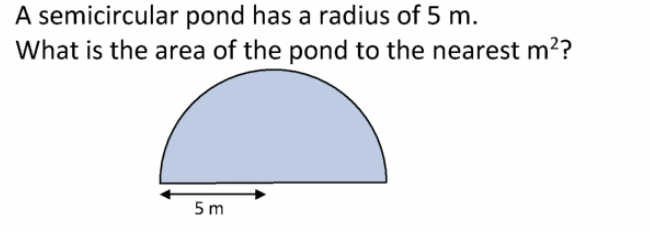 A semicircular pond has a radius of 5 m.
What is the area of the pond to the nearest m²?
5 m